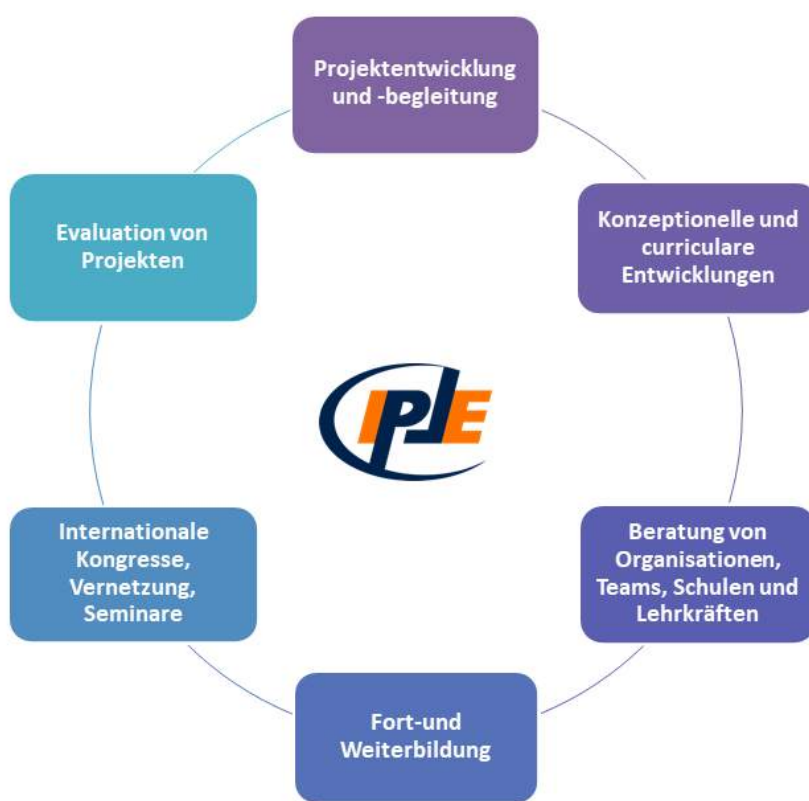 Projektentwicklung
und -begleitung
Konzeptionelle und
curriculare
Entwicklungen
Beratung von
Organisationen,
Teams, Schulen und
Lehrkräften
Fort-und
Weiterbildung
Internationale
Kongresse,
Vernetzung,
Seminare
Evaluation von
Projekten
IPLE